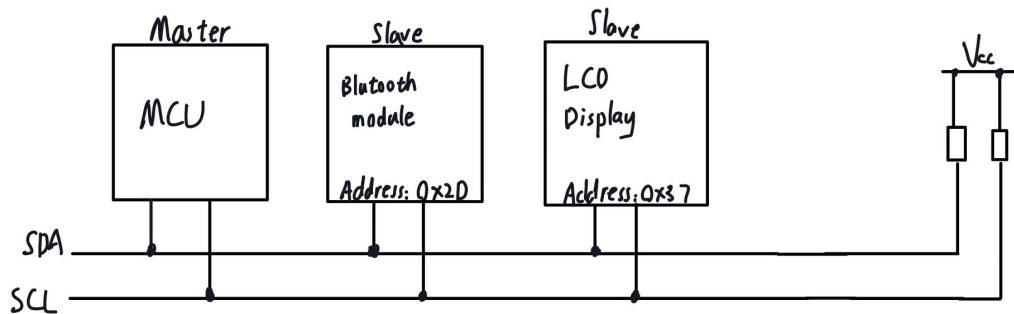 Master
Slave
Slave
Vcc
MCU
Blutooth
module
LCD
Display
Address: 0x2D
Address: 0x37
SDA
SCL